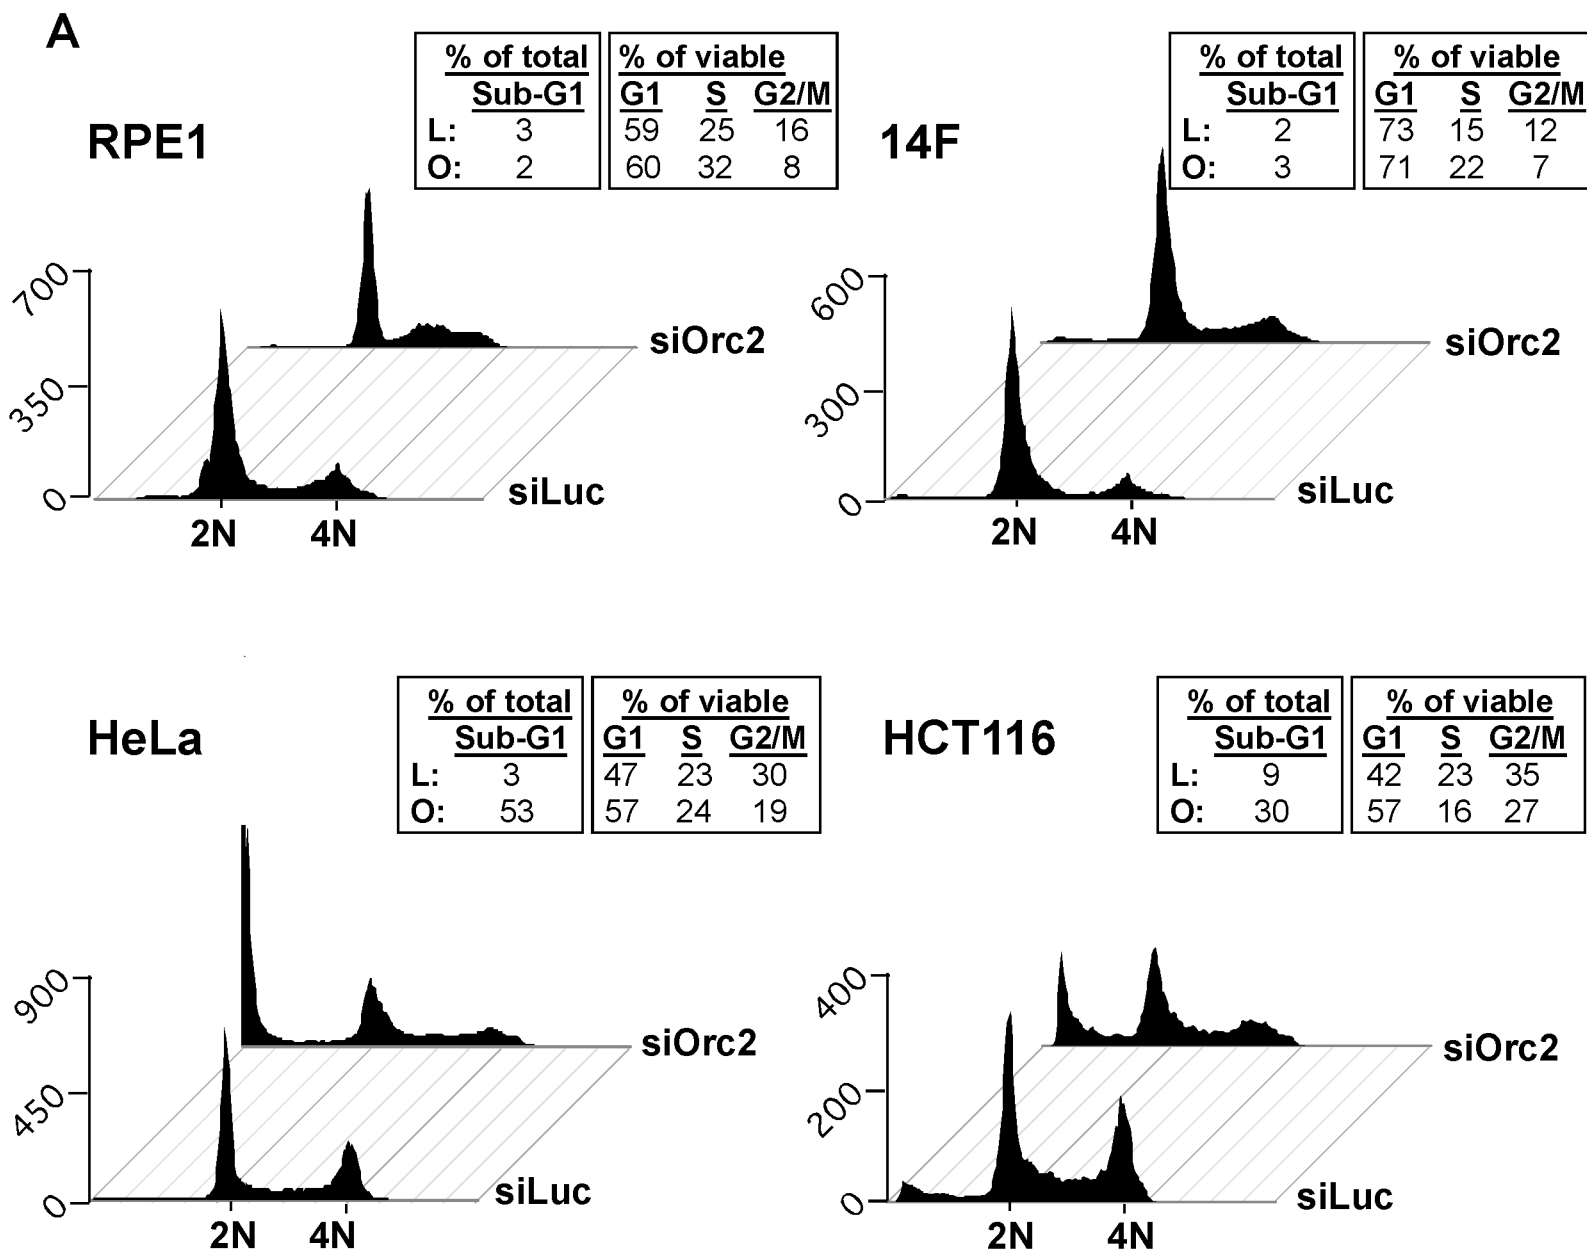 A
RPE1
% of total % of viable
Sub-G1 G1 S G2/M
L: 3 59 25 16
O: 2 60 32 8
700
350
0
siOrc2
siLuc
2N 4N
14F
% of total % of viable
Sub-G1 G1 S G2/M
L: 2 73 15 12
O: 3 71 22 7
600
300
0
siOrc2
siLuc
2N 4N
HeLa
% of total % of viable
Sub-G1 G1 S G2/M
L: 3 47 23 30
O: 53 57 24 19
900
450
0
siOrc2
siLuc
2N 4N
HCT116
% of total % of viable
Sub-G1 G1 S G2/M
L: 9 42 23 35
O: 30 57 16 27
400
200
0
siOrc2
siLuc
2N 4N